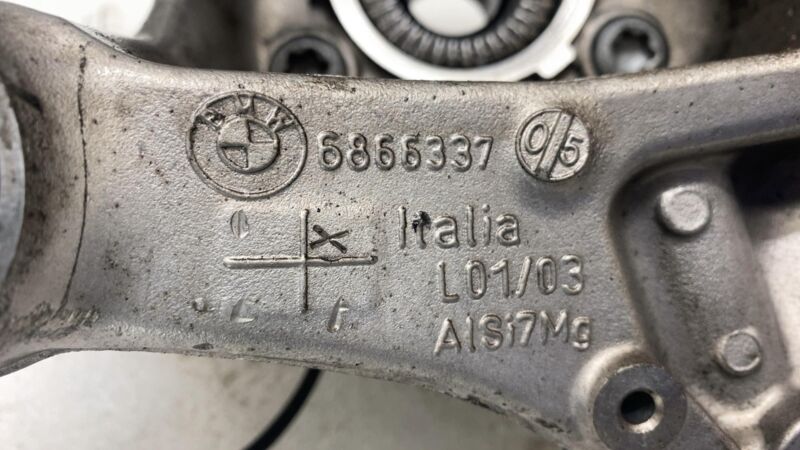 BMW 6866337 0/5
X Italia
L01/03
AlSi7Mg